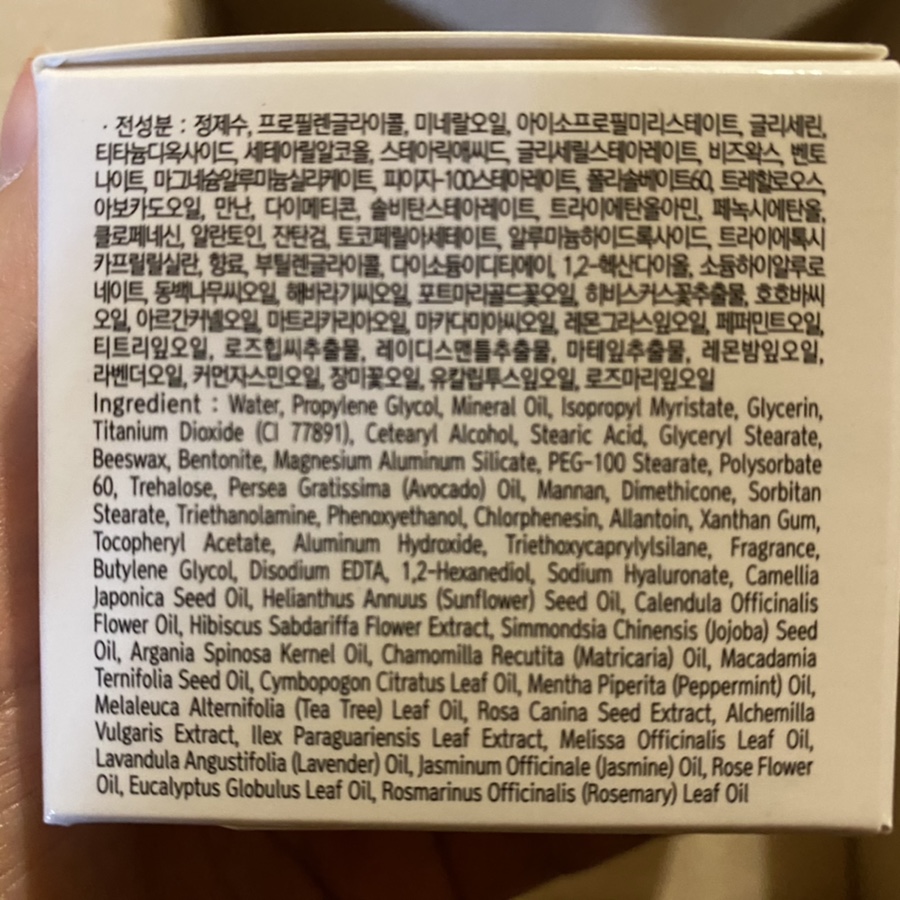 · 전성분 : 정제수, 프로필렌글라이콜, 미네랄오일, 아이소프로필미리스테이트, 글리세린,
티타늄디옥사이드, 세테아릴알코올, 스테아릭애씨드, 글리세릴스테아레이트, 비즈왁스, 벤토
나이트, 마그네슘알루미늄실리케이트, 피이지-100스테아레이트, 폴리솔베이트60, 트레할로오스,
아보카도오일, 만난, 다이메티콘, 솔비탄스테아레이트, 트라이에탄올아민, 페녹시에탄올,
클로페네신, 알란토인, 잔탄검, 토코페릴아세테이트, 알루미늄하이드록사이드, 트라이에톡시
카프릴릴실란, 향료, 부틸렌글라이콜, 다이소듐이디티에이, 1,2-헥산다이올, 소듐하이알루로
네이트, 동백나무씨오일, 해바라기씨오일, 포트마리골드꽃오일, 히비스커스꽃추출물, 호호바씨
오일, 아르간커넬오일, 마트리카리아오일, 마카다미아씨오일, 레몬그라스잎오일, 페퍼민트오일,
티트리잎오일, 로즈힙씨추출물, 레이디스맨틀추출물, 마테잎추출물, 레몬밤잎오일,
라벤더오일, 커먼자스민오일, 장미꽃오일, 유칼립투스잎오일, 로즈마리잎오일
Ingredient : Water, Propylene Glycol, Mineral Oil, Isopropyl Myristate, Glycerin,
Titanium Dioxide (CI 77891), Cetearyl Alcohol, Stearic Acid, Glyceryl Stearate,
Beeswax, Bentonite, Magnesium Aluminum Silicate, PEG-100 Stearate, Polysorbate
60, Trehalose, Persea Gratissima (Avocado) Oil, Mannan, Dimethicone, Sorbitan
Stearate, Triethanolamine, Phenoxyethanol, Chlorphenesin, Allantoin, Xanthan Gum,
Tocopheryl Acetate, Aluminum Hydroxide, Triethoxycaprylylsilane, Fragrance,
Butylene Glycol, Disodium EDTA, 1,2-Hexanediol, Sodium Hyaluronate, Camellia
Japonica Seed Oil, Helianthus Annuus (Sunflower) Seed Oil, Calendula Officinalis
Flower Oil, Hibiscus Sabdariffa Flower Extract, Simmondsia Chinensis (Jojoba) Seed
Oil, Argania Spinosa Kernel Oil, Chamomilla Recutita (Matricaria) Oil, Macadamia
Ternifolia Seed Oil, Cymbopogon Citratus Leaf Oil, Mentha Piperita (Peppermint) Oil,
Melaleuca Alternifolia (Tea Tree) Leaf Oil, Rosa Canina Seed Extract, Alchemilla
Vulgaris Extract, Ilex Paraguariensis Leaf Extract, Melissa Officinalis Leaf Oil,
Lavandula Angustifolia (Lavender) Oil, Jasminum Officinale (Jasmine) Oil, Rose Flower
Oil, Eucalyptus Globulus Leaf Oil, Rosmarinus Officinalis (Rosemary) Leaf Oil